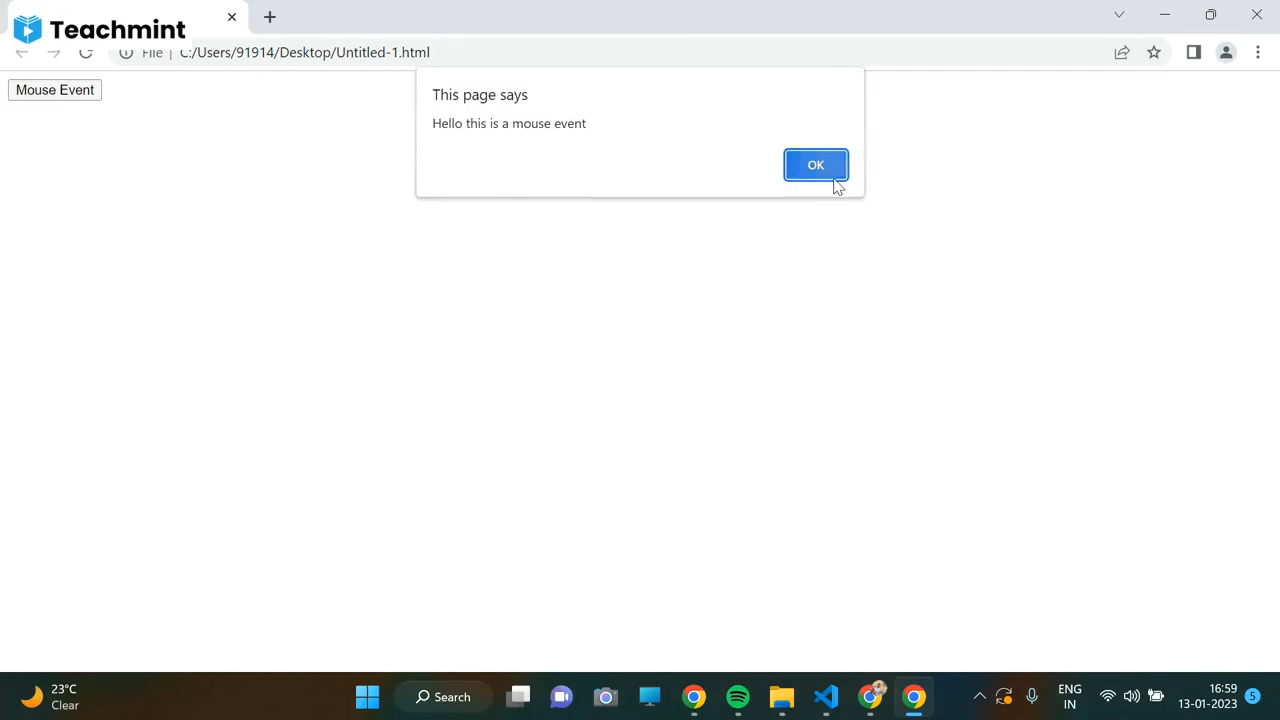 Teachmint
File | C:/Users/91914/Desktop/Untitled-1.html
Mouse Event
This page says
Hello this is a mouse event
OK
23°C
Clear
Search
ENG
IN
16:59
13-01-2023
5